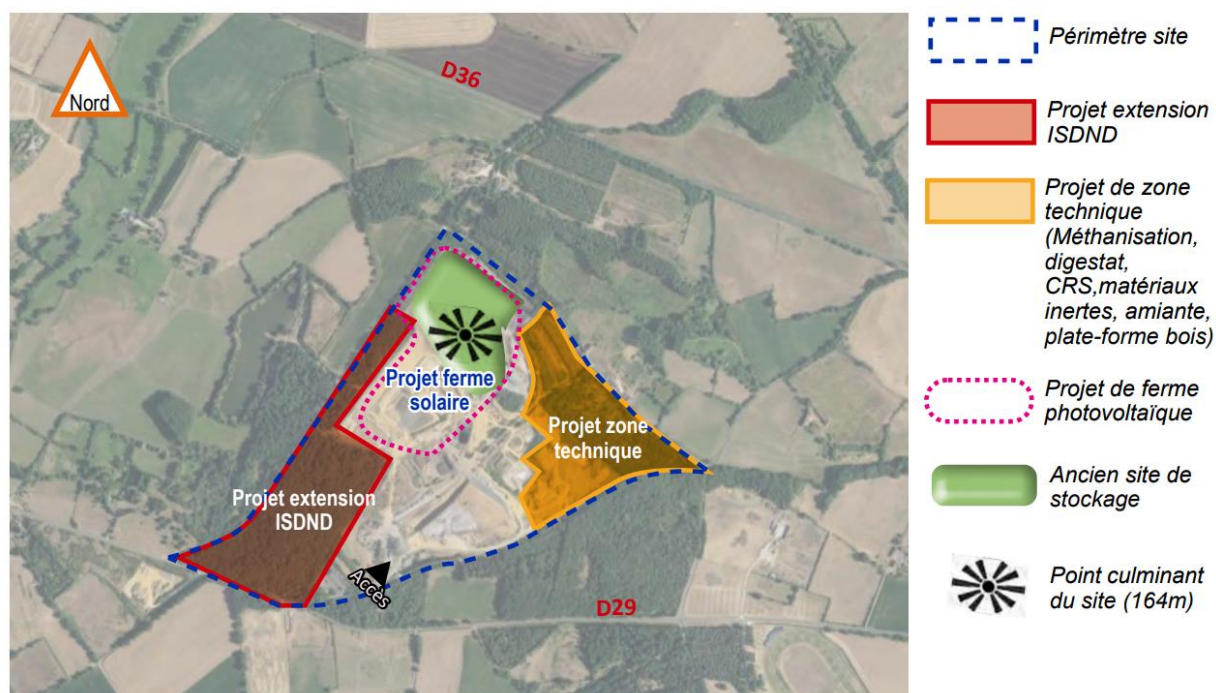 Nord
D36
Projet ferme
solaire
Projet zone
technique
Projet extension
ISDND
Accès
D29
Périmètre site
Projet extension
ISDND
Projet de zone
technique
(Méthanisation,
digestat,
CRS,matériaux
inertes, amiante,
plate-forme bois)
Projet de ferme
photovoltaïque
Ancien site de
stockage
Point culminant
du site (164m)